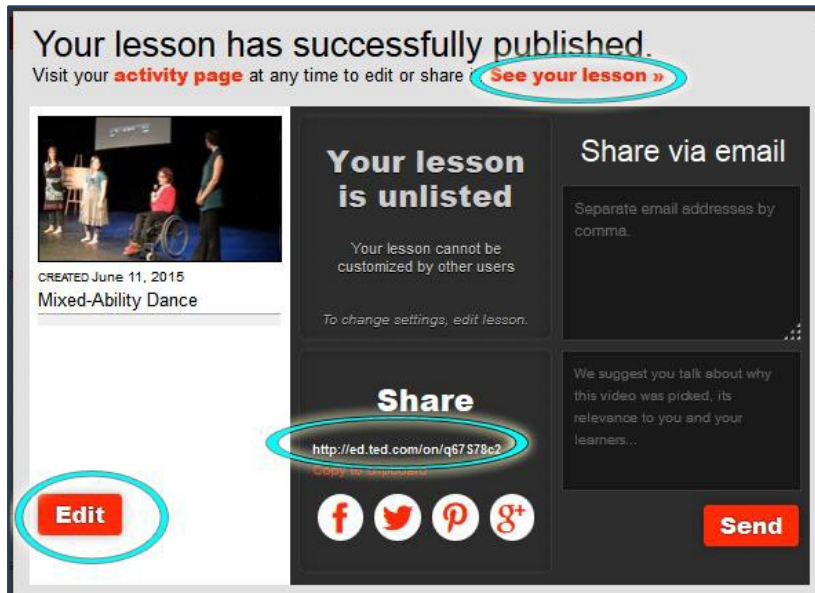 Your lesson has successfully published.
Visit your activity page at any time to edit or share i See your lesson »
CREATED June 11, 2015
Mixed-Ability Dance
Edit
Your lesson
is unlisted
Your lesson cannot be
customized by other users
To change settings, edit lesson.
Share
http://ed.ted.com/on/q67S78c2
Copy to clipboard
Share via email
Separate email addresses by
comma.
We suggest you talk about why
this video was picked, its
relevance to you and your
learners...
Send